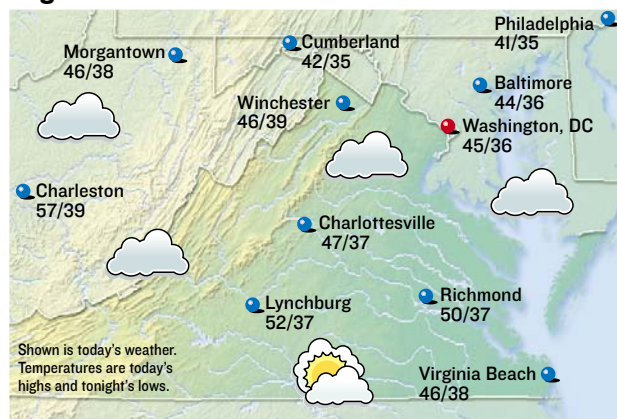 Philadelphia
41/35
Morgantown
46/38
Cumberland
42/35
Baltimore
44/36
Winchester
46/39
Washington, DC
45/36
Charleston
57/39
Charlottesville
47/37
Lynchburg
52/37
Richmond
50/37
Shown is today's weather.
Temperatures are today's
highs and tonight's lows.
Virginia Beach
46/38